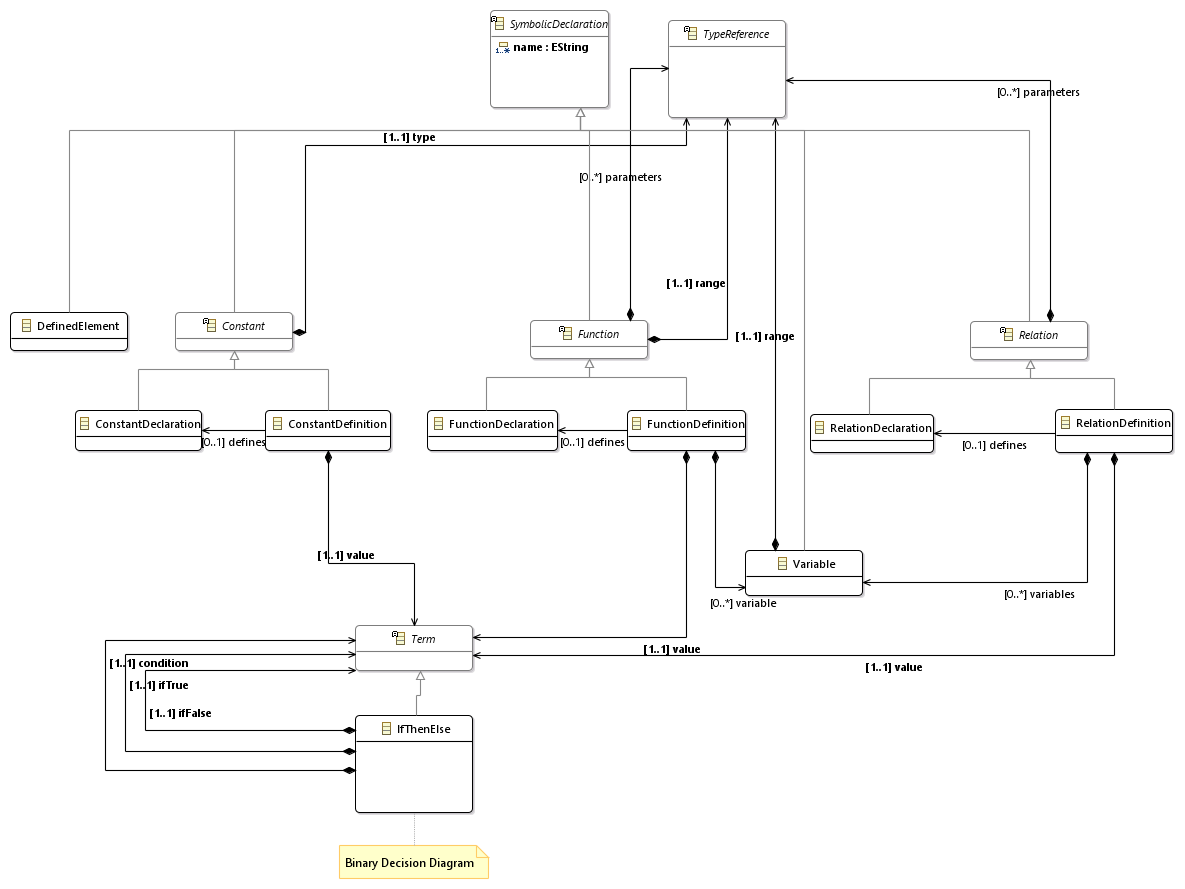 SymbolicDeclaration
1..* name : EString
TypeReference
[0..*] parameters
[1..1] type
[0..*] parameters
[1..1] range
[1..1] range
DefinedElement
Constant
Function
Relation
ConstantDeclaration
[0..1] defines
ConstantDefinition
FunctionDeclaration
[0..1] defines
FunctionDefinition
RelationDeclaration
[0..1] defines
RelationDefinition
[1..1] value
Variable
[0..*] variable
[0..*] variables
Term
[1..1] value
[1..1] value
[1..1] condition
[1..1] ifTrue
[1..1] ifFalse
IfThenElse
Binary Decision Diagram